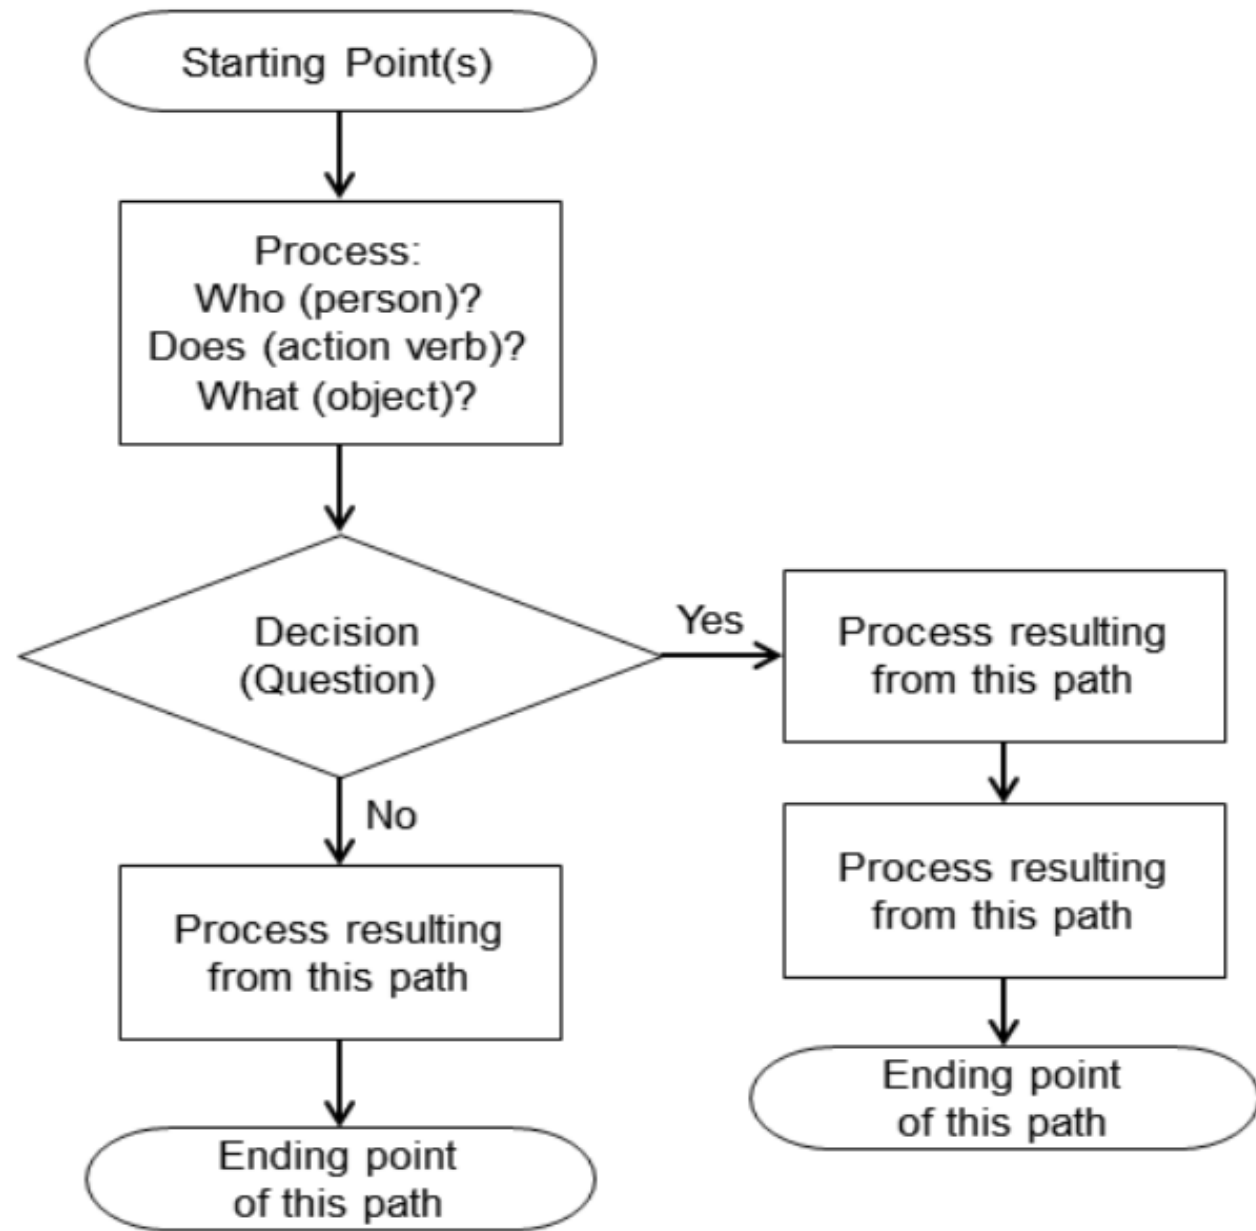 Starting Point(s)
Process:
Who (person)?
Does (action verb)?
What (object)?
Decision
(Question)
Yes
Process resulting
from this path
Process resulting
from this path
Ending point
of this path
No
Process resulting
from this path
Ending point
of this path